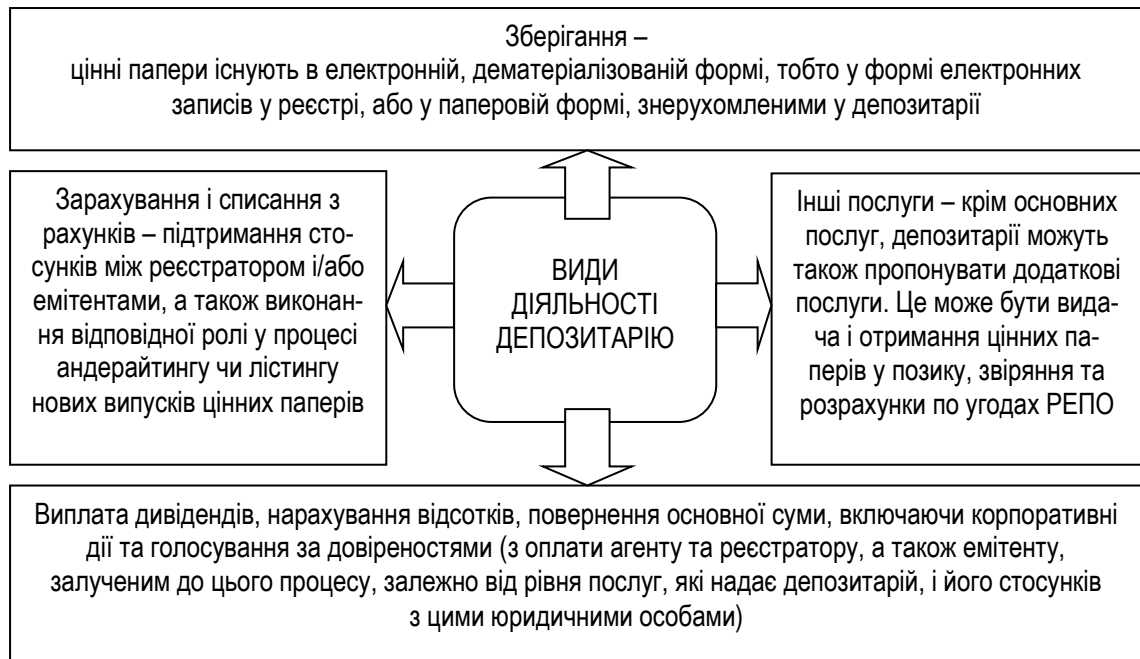 Зберігання –
цінні папери існують в електронній, дематеріалізованій формі, тобто у формі електронних
записів у реєстрі, або у паперовій формі, знерухомленими у депозитарії
Зарахування і списання з
рахунків – підтримання сто-
сунків між реєстратором і/або
емітентами, а також виконан-
ня відповідної ролі у процесі
андерайтингу чи лістингу
нових випусків цінних паперів
ВИДИ
ДІЯЛЬНОСТІ
ДЕПОЗИТАРІЮ
Інші послуги – крім основних
послуг, депозитарії можуть
також пропонувати додаткові
послуги. Це може бути вида-
ча і отримання цінних па-
перів у позику, звіряння та
розрахунки по угодах РЕПО
Виплата дивідендів, нарахування відсотків, повернення основної суми, включаючи корпоративні
дії та голосування за довіреностями (з оплати агенту та реєстратору, а також емітенту,
залученим до цього процесу, залежно від рівня послуг, які надає депозитарій, і його стосунків
з цими юридичними особами)